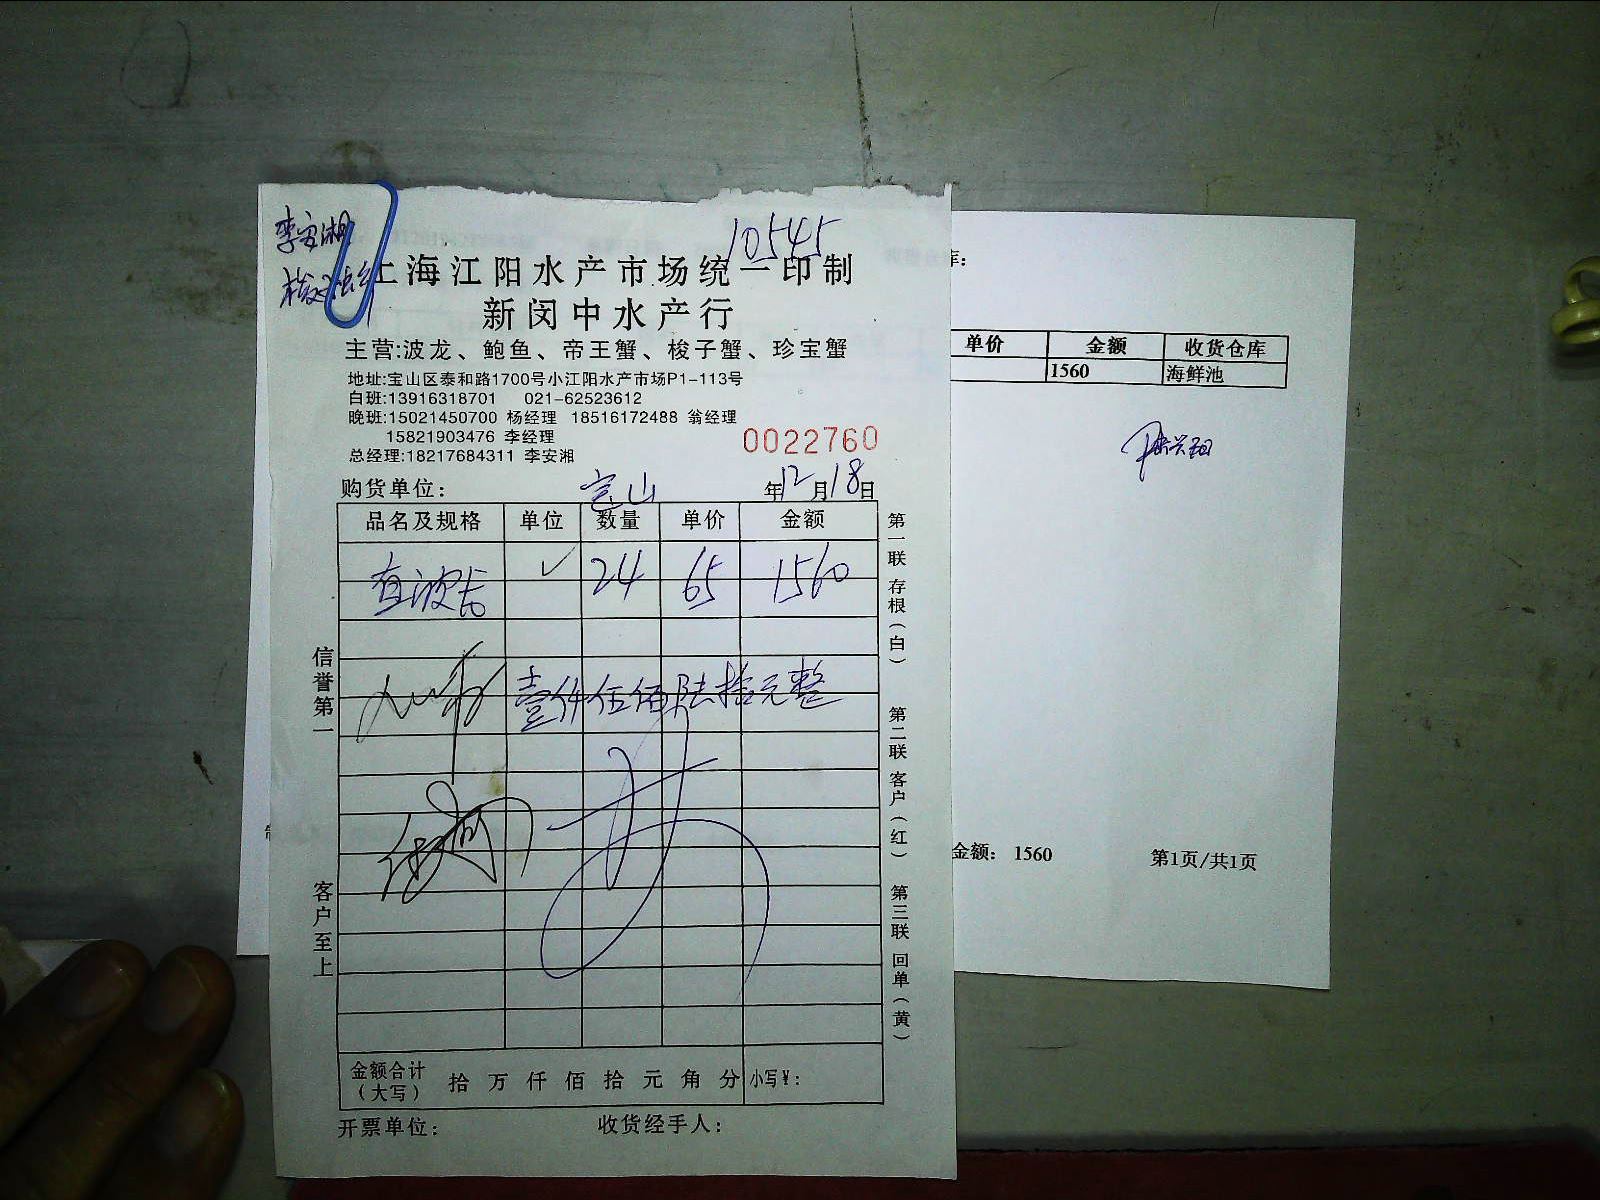 李安湘
10545
上海江阳水产市场统一印制
新闵中水产行
主营:波龙、鲍鱼、帝王蟹、梭子蟹、珍宝蟹
地址:宝山区泰和路1700号小江阳水产市场P1-113号
白班:13916318701 021-62523612
晚班:15021450700 杨经理 18516172488 翁经理
15821903476 李经理
总经理:18217684311 李安湘
0022760
购货单位: 宝山 年12月18日
品名及规格 单位 数量 单价 金额
直波龙 ✓ 24 65 1560
壹仟伍佰陆拾元整
信誉第一
客户至上
第一联 存根(白)
第二联 客户(红)
第三联 回单(黄)
金额合计
(大写)
拾 万 仟 佰 拾 元 角 分 小写¥:
开票单位: 收货经手人:
库:
单价 金额 收货仓库
1560 海鲜池
金额: 1560 第1页/共1页